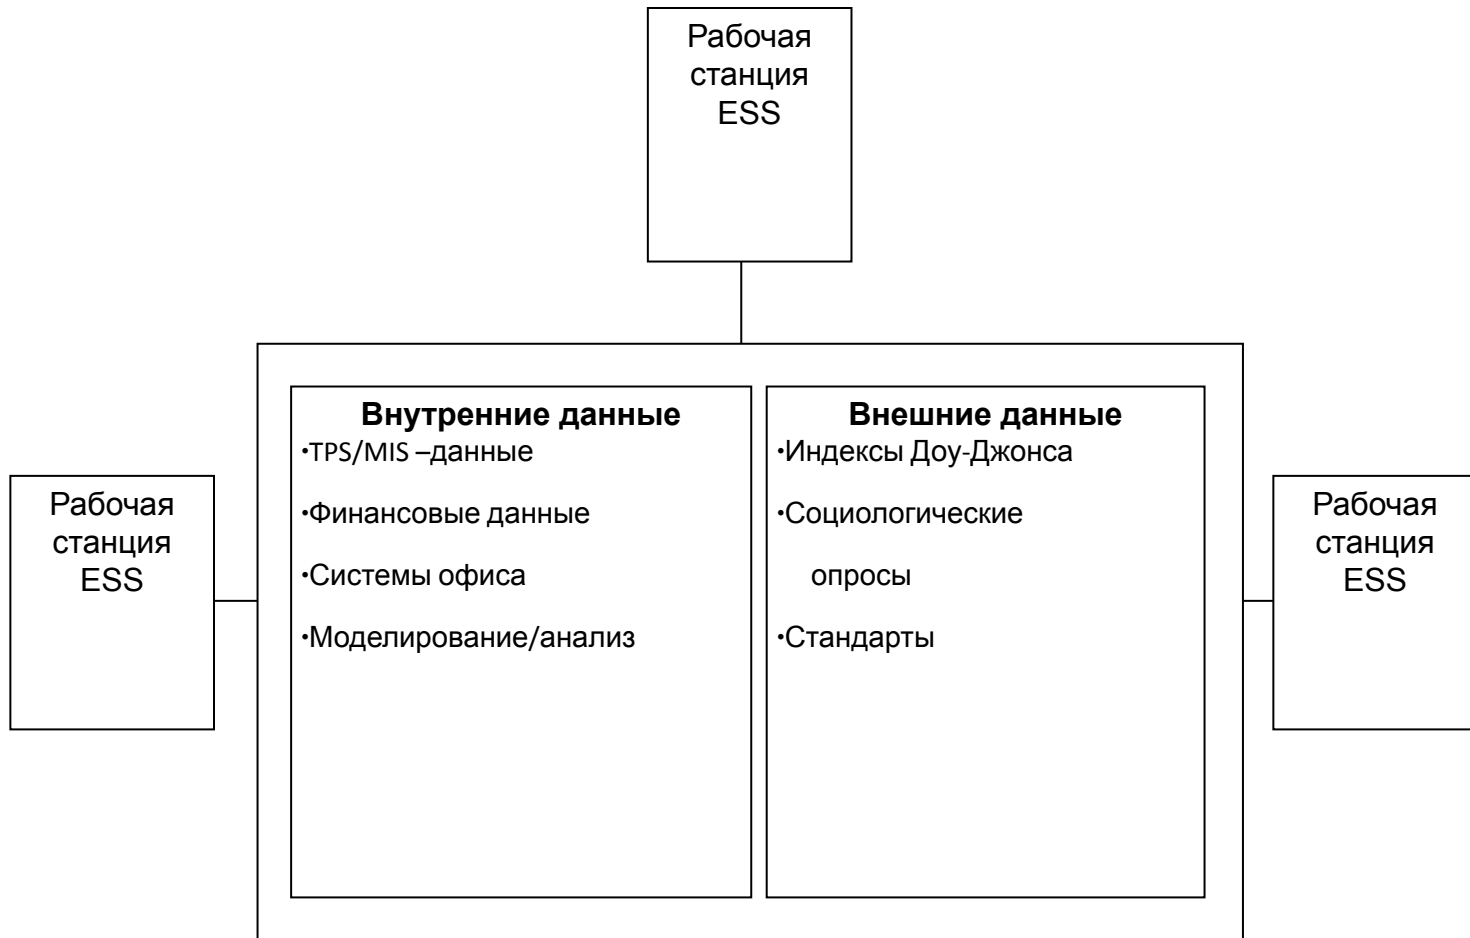 Рабочая
станция
ESS
Внутренние данные
·TPS/MIS –данные
·Финансовые данные
·Системы офиса
·Моделирование/анализ
Внешние данные
·Индексы Доу-Джонса
·Социологические
опросы
·Стандарты
Рабочая
станция
ESS
Рабочая
станция
ESS